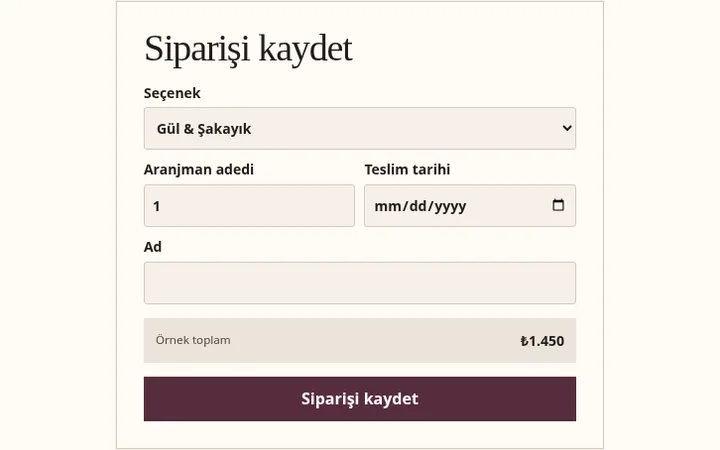 Siparişi kaydet
Seçenek
Gül & Şakayık
Aranjman adedi
Teslim tarihi
1
mm/dd/yyyy
Ad
Örnek toplam
₺1.450
Siparişi kaydet